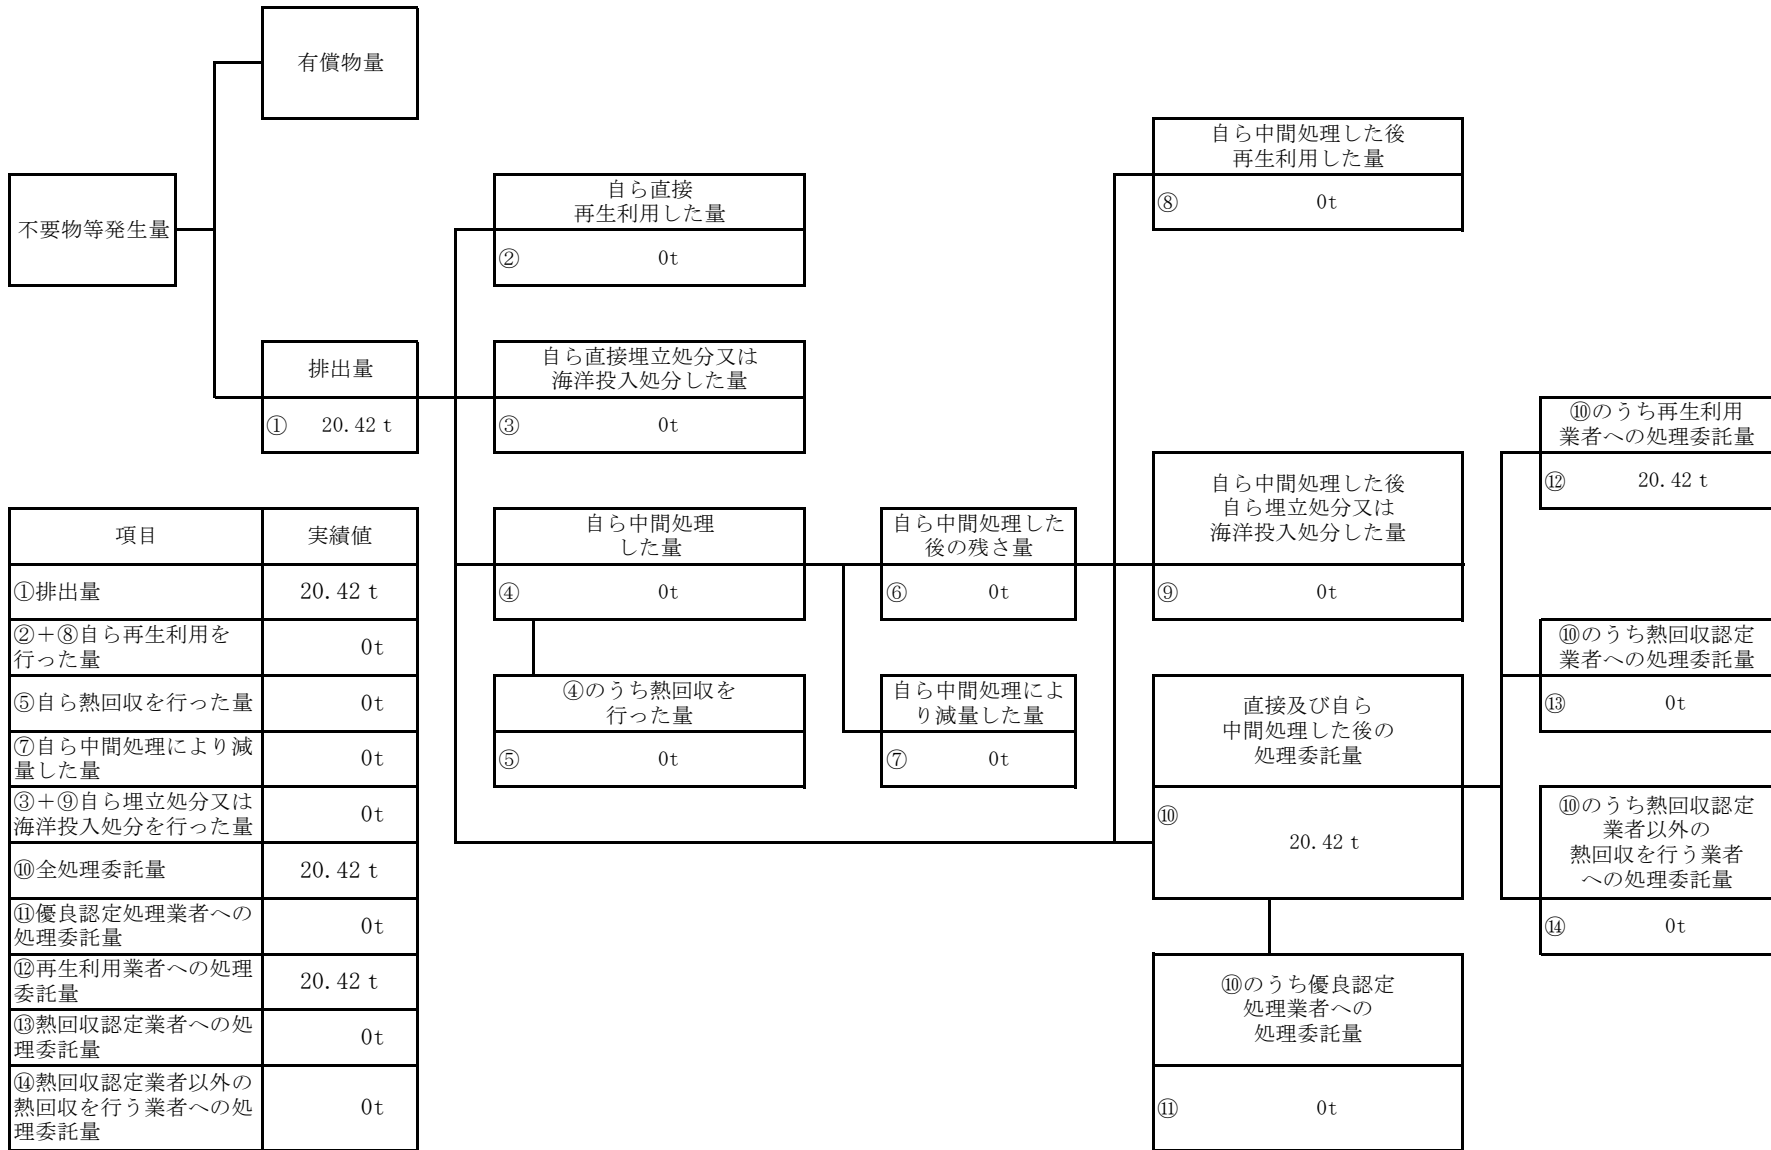 有償物量
不要物等発生量
排出量
① 20.42 t
自ら直接
再生利用した量
② 0t
自ら直接埋立処分又は
海洋投入処分した量
③ 0t
自ら中間処理
した量
④ 0t
④のうち熱回収を
行った量
⑤ 0t
自ら中間処理した
後の残さ量
⑥ 0t
自ら中間処理によ
り減量した量
⑦ 0t
自ら中間処理した後
再生利用した量
⑧ 0t
自ら中間処理した後
自ら埋立処分又は
海洋投入処分した量
⑨ 0t
直接及び自ら
中間処理した後の
処理委託量
⑩
20.42 t
⑩のうち優良認定
処理業者への
処理委託量
⑪ 0t
⑩のうち再生利用
業者への処理委託量
⑫ 20.42 t
⑩のうち熱回収認定
業者への処理委託量
⑬ 0t
⑩のうち熱回収認定
業者以外の
熱回収を行う業者
への処理委託量
⑭ 0t
項目 実績値
①排出量 20.42 t
②＋⑧自ら再生利用を
行った量 0t
⑤自ら熱回収を行った量 0t
⑦自ら中間処理により減
量した量 0t
③＋⑨自ら埋立処分又は
海洋投入処分を行った量 0t
⑩全処理委託量 20.42 t
⑪優良認定処理業者への
処理委託量 0t
⑫再生利用業者への処理
委託量 20.42 t
⑬熱回収認定業者への処
理委託量 0t
⑭熱回収認定業者以外の
熱回収を行う業者への処
理委託量 0t